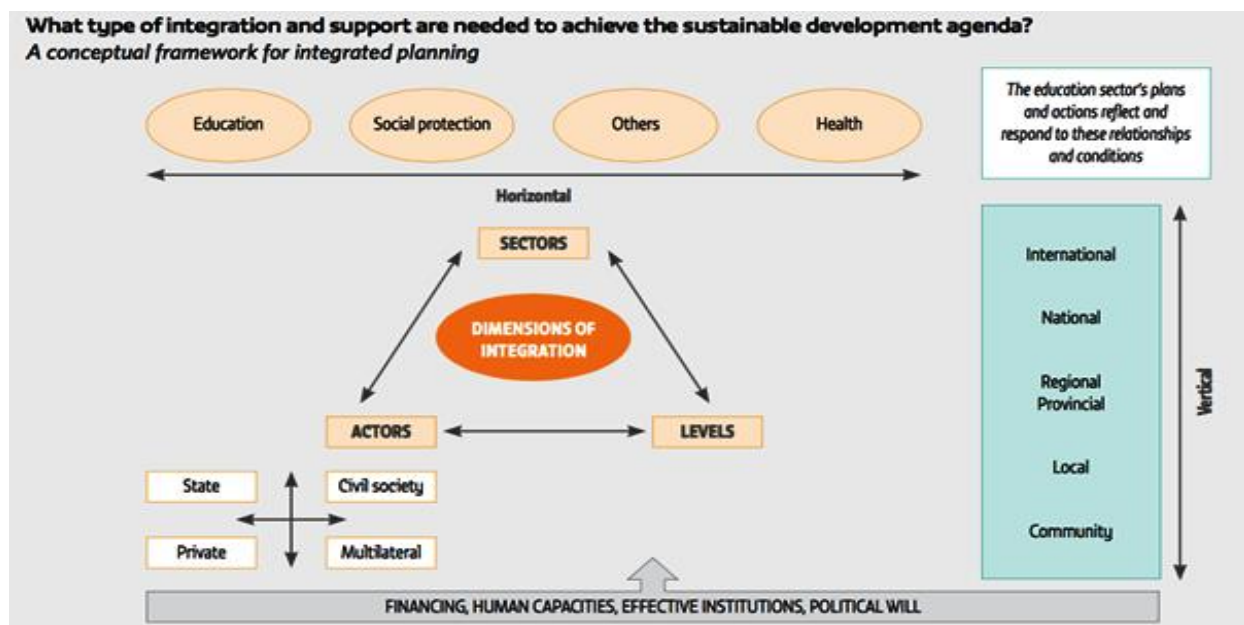 What type of integration and support are needed to achieve the sustainable development agenda?
A conceptual framework for integrated planning
Education
Social protection
Others
Health
The education sector's plans
and actions reflect and
respond to these relationships
and conditions
Horizontal
SECTORS
DIMENSIONS OF
INTEGRATION
ACTORS
LEVELS
State
Civil society
Private
Multilateral
International
National
Regional
Provincial
Local
Community
Vertical
FINANCING, HUMAN CAPACITIES, EFFECTIVE INSTITUTIONS, POLITICAL WILL